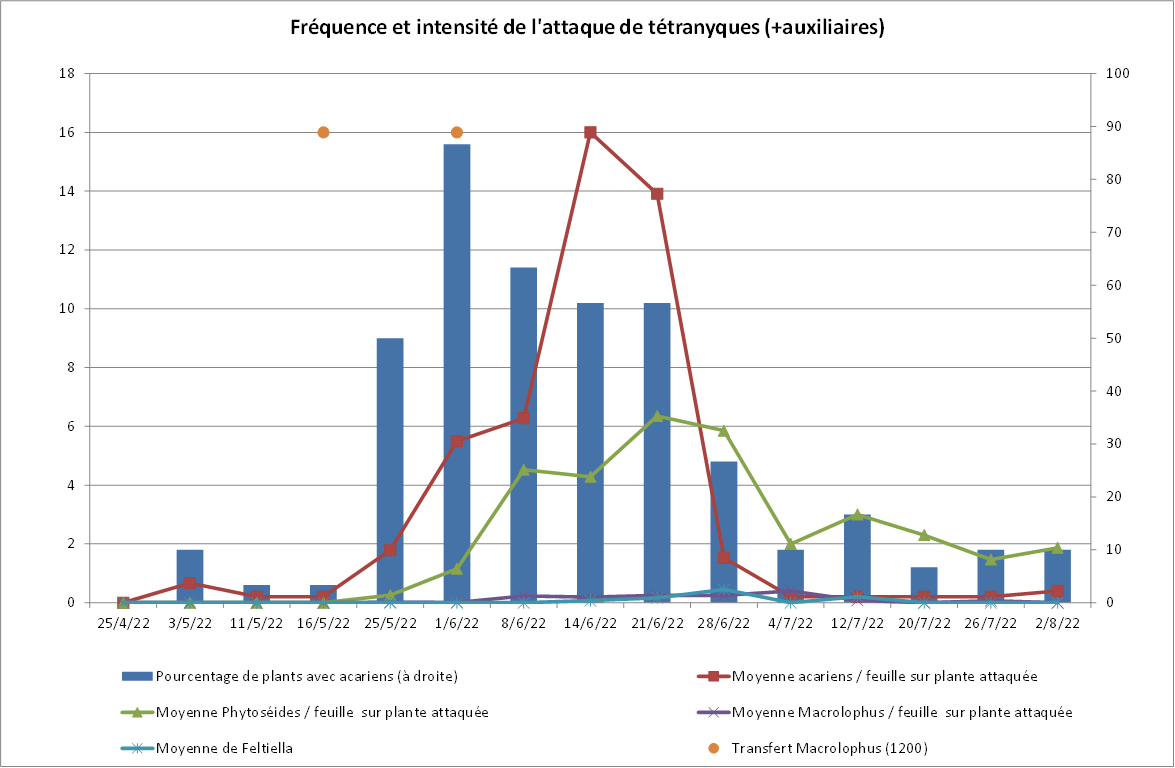 Fréquence et intensité de l'attaque de tétranyques (+auxiliaires)
18 100
16 90
14 80
12 70
10 60
8 50
6 40
4 30
2 20
0 10
0
25/4/22 3/5/22 11/5/22 16/5/22 25/5/22 1/6/22 8/6/22 14/6/22 21/6/22 28/6/22 4/7/22 12/7/22 20/7/22 26/7/22 2/8/22
Pourcentage de plants avec acariens (à droite) Moyenne acariens / feuille sur plante attaquée
Moyenne Phytoséides / feuille sur plante attaquée Moyenne Macrolophus / feuille sur plante attaquée
Moyenne de Feltiella Transfert Macrolophus (1200)